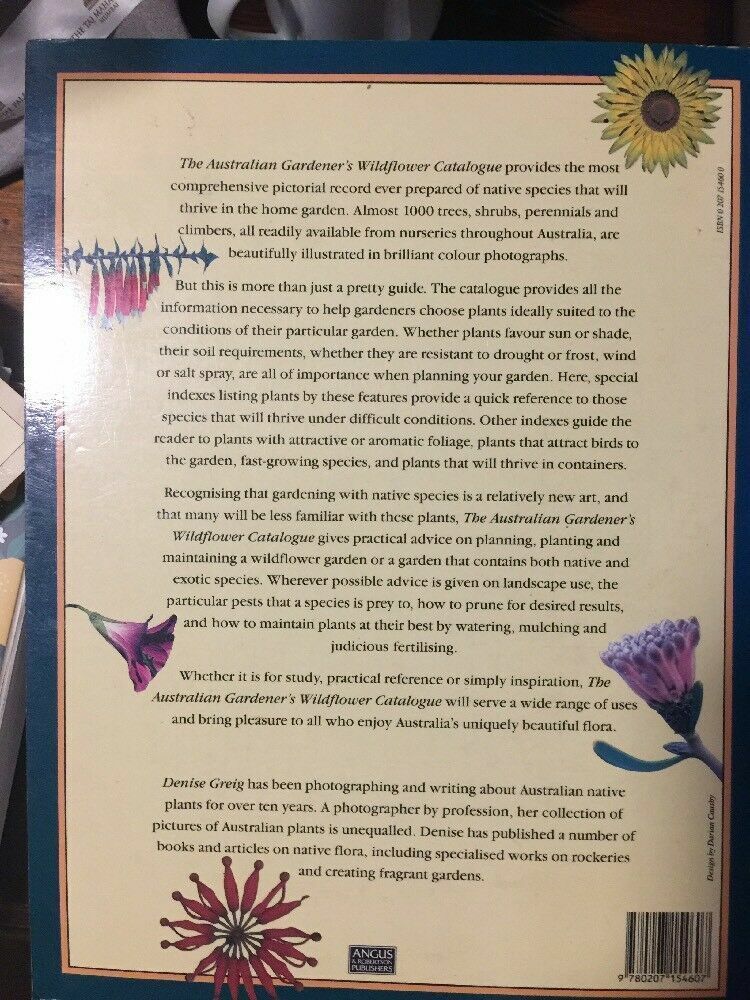 THE TAJ MAHAL
The Australian Gardener's Wildflower Catalogue provides the most
comprehensive pictorial record ever prepared of native species that will
thrive in the home garden. Almost 1000 trees, shrubs, perennials and
climbers, all readily available from nurseries throughout Australia, are
beautifully illustrated in brilliant colour photographs.
But this is more than just a pretty guide. The catalogue provides all the
information necessary to help gardeners choose plants ideally suited to the
conditions of their particular garden. Whether plants favour sun or shade,
their soil requirements, whether they are resistant to drought or frost, wind
or salt spray, are all of importance when planning your garden. Here, special
indexes listing plants by these features provide a quick reference to those
species that will thrive under difficult conditions. Other indexes guide the
reader to plants with attractive or aromatic foliage, plants that attract birds to
the garden, fast-growing species, and plants that will thrive in containers.
Recognising that gardening with native species is a relatively new art, and
that many will be less familiar with these plants, The Australian Gardener's
Wildflower Catalogue gives practical advice on planning, planting and
maintaining a wildflower garden or a garden that contains both native and
exotic species. Wherever possible advice is given on landscape use, the
particular pests that a species is prey to, how to prune for desired results,
and how to maintain plants at their best by watering, mulching and
judicious fertilising.
Whether it is for study, practical reference or simply inspiration, The
Australian Gardener's Wildflower Catalogue will serve a wide range of uses
and bring pleasure to all who enjoy Australia's uniquely beautiful flora.
Denise Greig has been photographing and writing about Australian native
plants for over ten years. A photographer by profession, her collection of
pictures of Australian plants is unequalled. Denise has published a number of
books and articles on native flora, including specialised works on rockeries
and creating fragrant gardens.
ISBN 0 207 15460 0
Design by Darian Causby
ANGUS
& ROBERTSON
PUBLISHERS
9 780207 154607